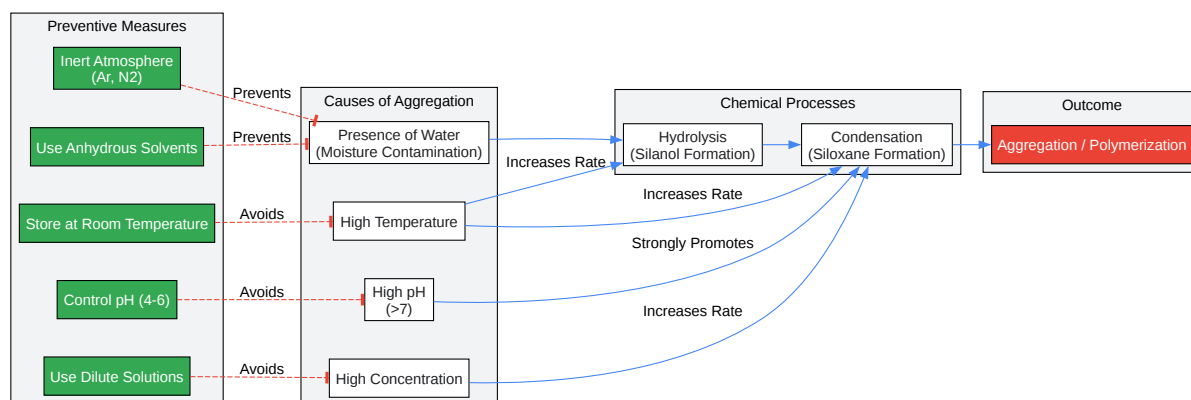 Preventive Measures
Inert Atmosphere
(Ar, N2)
Use Anhydrous Solvents
Store at Room Temperature
Control pH (4-6)
Use Dilute Solutions
Prevents
Prevents
Avoids
Avoids
Avoids
Causes of Aggregation
Presence of Water
(Moisture Contamination)
High Temperature
High pH
(>7)
High Concentration
Increases Rate
Increases Rate
Strongly Promotes
Increases Rate
Chemical Processes
Hydrolysis
(Silanol Formation)
Condensation
(Siloxane Formation)
Outcome
Aggregation / Polymerization